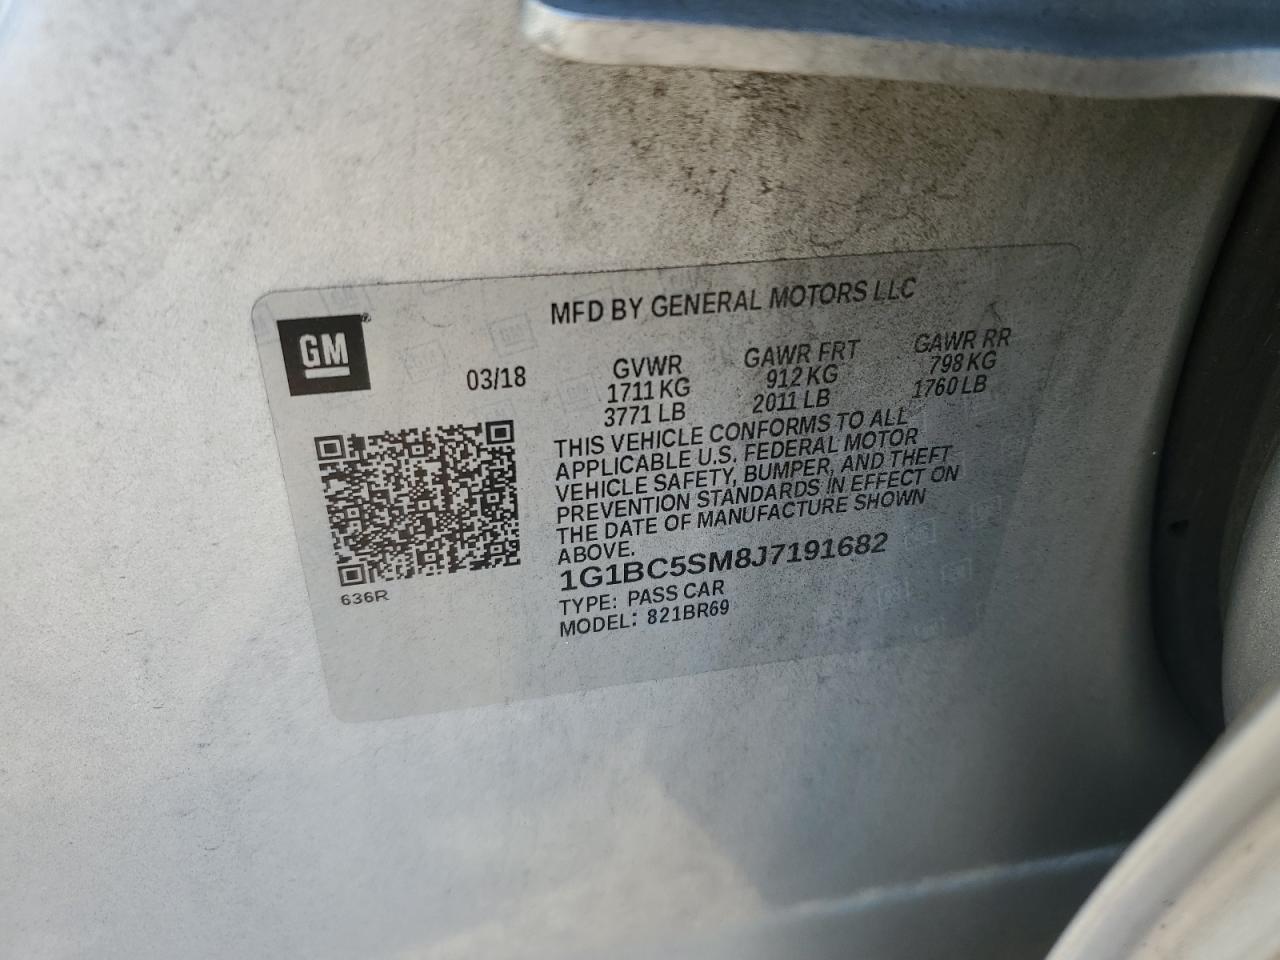 MFD BY GENERAL MOTORS LLC
GM
03/18
GVWR GAWR FRT GAWR RR
1711 KG 912 KG 798 KG
3771 LB 2011 LB 1760 LB
THIS VEHICLE CONFORMS TO ALL
APPLICABLE U.S. FEDERAL MOTOR
VEHICLE SAFETY, BUMPER, AND THEFT
PREVENTION STANDARDS IN EFFECT ON
THE DATE OF MANUFACTURE SHOWN
ABOVE.
1G1BC5SM8J7191682
TYPE: PASS CAR
MODEL: 821BR69
636R